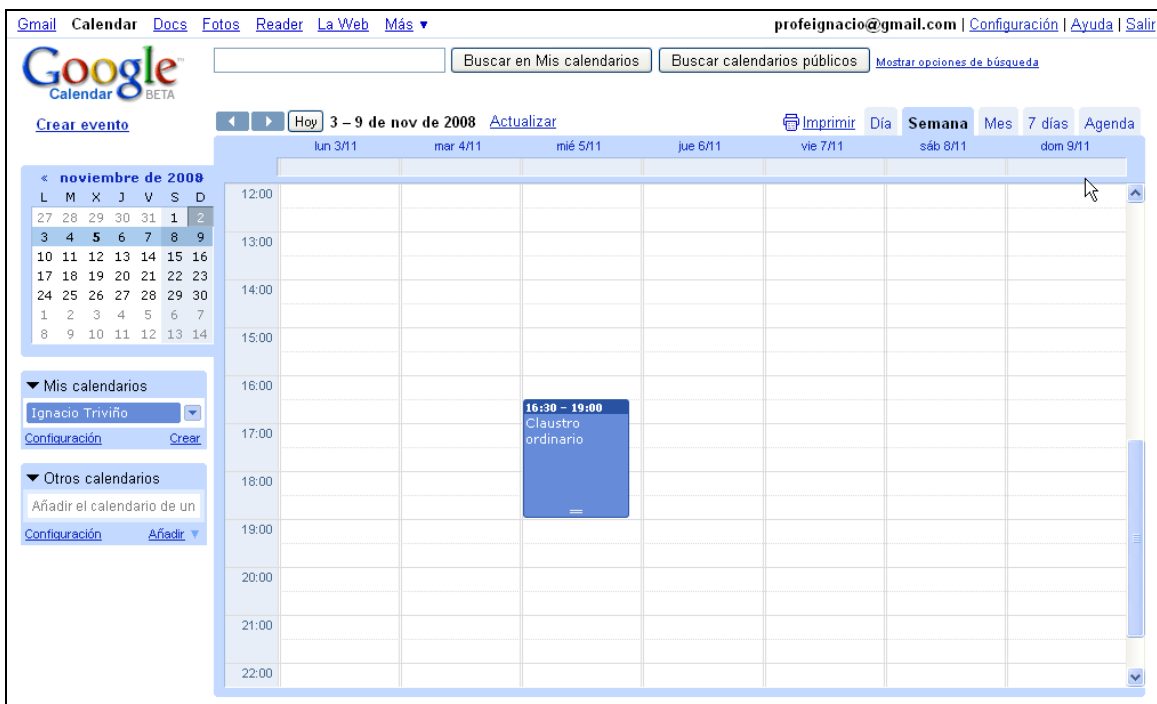 Gmail Calendar Docs Fotos Reader La Web Más ▼ profeignacio@gmail.com | Configuración | Ayuda | Salir
Google Calendar BETA
Buscar en Mis calendarios Buscar calendarios públicos Mostrar opciones de búsqueda
Crear evento
Hoy 3 – 9 de nov de 2008 Actualizar Imprimir Día Semana Mes 7 días Agenda
lun 3/11 mar 4/11 mié 5/11 jue 6/11 vie 7/11 sáb 8/11 dom 9/11
« noviembre de 2008 »
L M X J V S D
27 28 29 30 31 1 2
3 4 5 6 7 8 9
10 11 12 13 14 15 16
17 18 19 20 21 22 23
24 25 26 27 28 29 30
1 2 3 4 5 6 7
8 9 10 11 12 13 14
▼ Mis calendarios
Ignacio Triviño
Configuración Crear
▼ Otros calendarios
Añadir el calendario de un
Configuración Añadir ▼
12:00
13:00
14:00
15:00
16:00
16:30 – 19:00
Claustro
ordinario
17:00
18:00
19:00
20:00
21:00
22:00